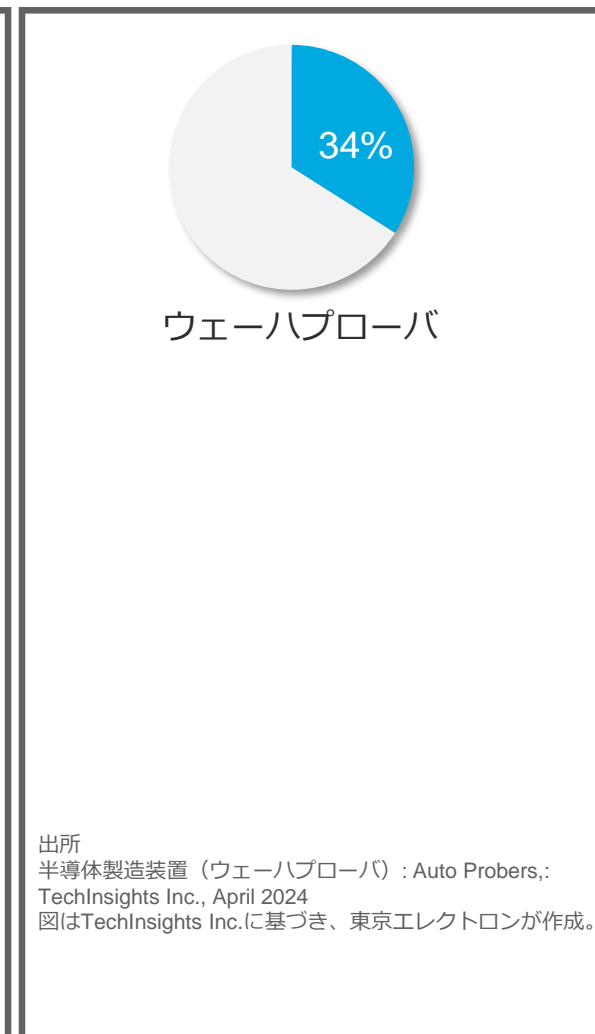 34%
ウェーハプローバ
出所
半導体製造装置（ウェーハプローバ）: Auto Probers,:
TechInsights Inc., April 2024
図はTechInsights Inc.に基づき、東京エレクトロンが作成。